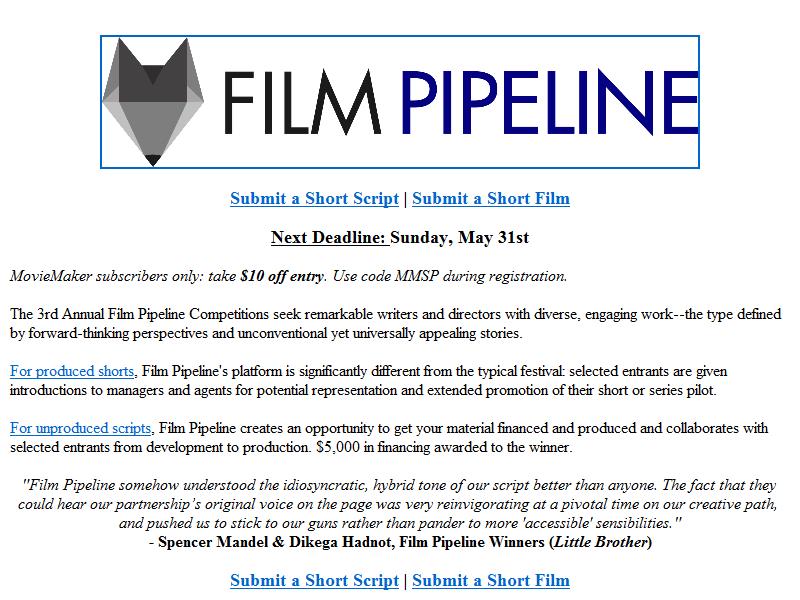 FILM PIPELINE
Submit a Short Script | Submit a Short Film
Next Deadline: Sunday, May 31st
MovieMaker subscribers only: take $10 off entry. Use code MMSP during registration.
The 3rd Annual Film Pipeline Competitions seek remarkable writers and directors with diverse, engaging work--the type defined
by forward-thinking perspectives and unconventional yet universally appealing stories.
For produced shorts, Film Pipeline's platform is significantly different from the typical festival: selected entrants are given
introductions to managers and agents for potential representation and extended promotion of their short or series pilot.
For unproduced scripts, Film Pipeline creates an opportunity to get your material financed and produced and collaborates with
selected entrants from development to production. $5,000 in financing awarded to the winner.
"Film Pipeline somehow understood the idiosyncratic, hybrid tone of our script better than anyone. The fact that they
could hear our partnership’s original voice on the page was very reinvigorating at a pivotal time on our creative path,
and pushed us to stick to our guns rather than pander to more 'accessible' sensibilities."
- Spencer Mandel & Dikega Hadnot, Film Pipeline Winners (Little Brother)
Submit a Short Script | Submit a Short Film